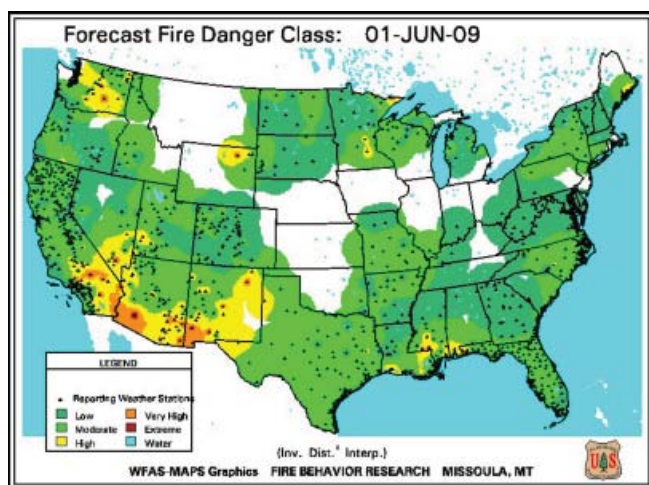 Forecast Fire Danger Class: 01-JUN-09
LEGEND
Reporting Weather Stations
Low
Moderate
High
Very High
Extreme
Water
(Inv. Dist.² Interp.)
WFAS-MAPS Graphics FIRE BEHAVIOR RESEARCH MISSOULA, MT
U S